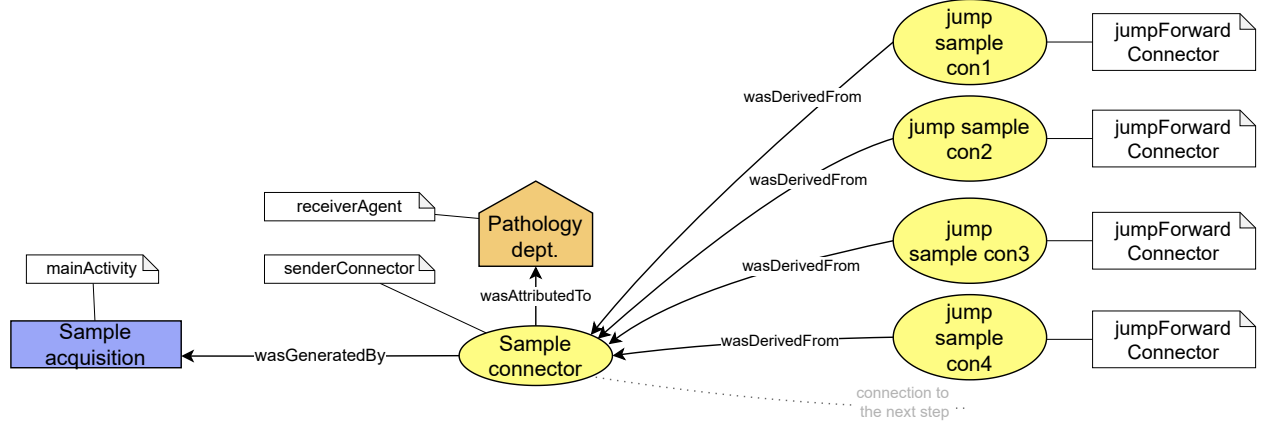 jump
sample
con1
jumpForward
Connector
wasDerivedFrom
jump sample
con2
jumpForward
Connector
wasDerivedFrom
receiverAgent
Pathology
dept.
jump
sample con3
jumpForward
Connector
wasDerivedFrom
mainActivity
senderConnector
wasAttributedTo
Sample
acquisition
wasGeneratedBy
Sample
connector
wasDerivedFrom
jump
sample
con4
jumpForward
Connector
connection to
the next step